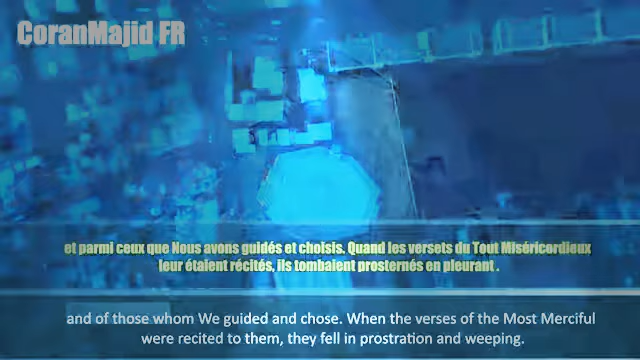 CoranMajid FR
et parmi ceux que Nous avons guidés et choisis. Quand les versets du Tout Miséricordieux
leur étaient récités, ils tombaient prosternés en pleurant .
and of those whom We guided and chose. When the verses of the Most Merciful
were recited to them, they fell in prostration and weeping.